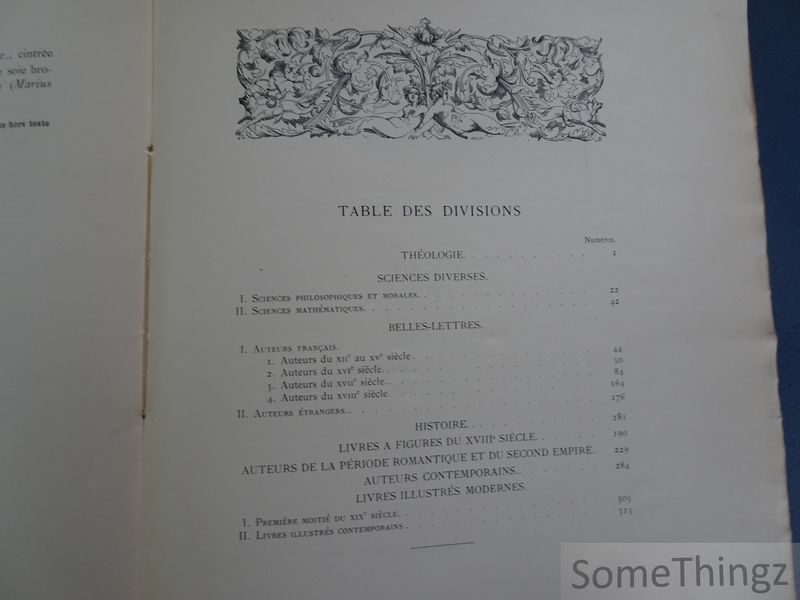 r.., cintrée
soie bro-
(Marius
te hors texte
TABLE DES DIVISIONS
Numéros.
THÉOLOGIE. . . . . . . . . . . 1
SCIENCES DIVERSES.
I. Sciences philosophiques et morales. . . . . . . . . . . 22
II. Sciences mathématiques. . . . . . . . . . . 42
BELLES-LETTRES.
I. Auteurs français.
1. Auteurs du XIIe au XVe siècle . . . . . . . . . . . 44
2. Auteurs du XVIe siècle. . . . . . . . . . . 50
3. Auteurs du XVIIe siècle. . . . . . . . . . . 84
4. Auteurs du XVIIIe siècle . . . . . . . . . . . 164
II. Auteurs étrangers. . . . . . . . . . . 176
HISTOIRE. . . . . . . . . . . 181
LIVRES A FIGURES DU XVIIIe SIÈCLE. . . . . . . 190
AUTEURS DE LA PÉRIODE ROMANTIQUE ET DU SECOND EMPIRE. 229
AUTEURS CONTEMPORAINS. . . . . . . . 284
LIVRES ILLUSTRÉS MODERNES.
I. Première moitié du XIXe siècle. . . . . . . . . . . 305
II. Livres illustrés contemporains . . . . . . . . . . . 315
SomeThingz